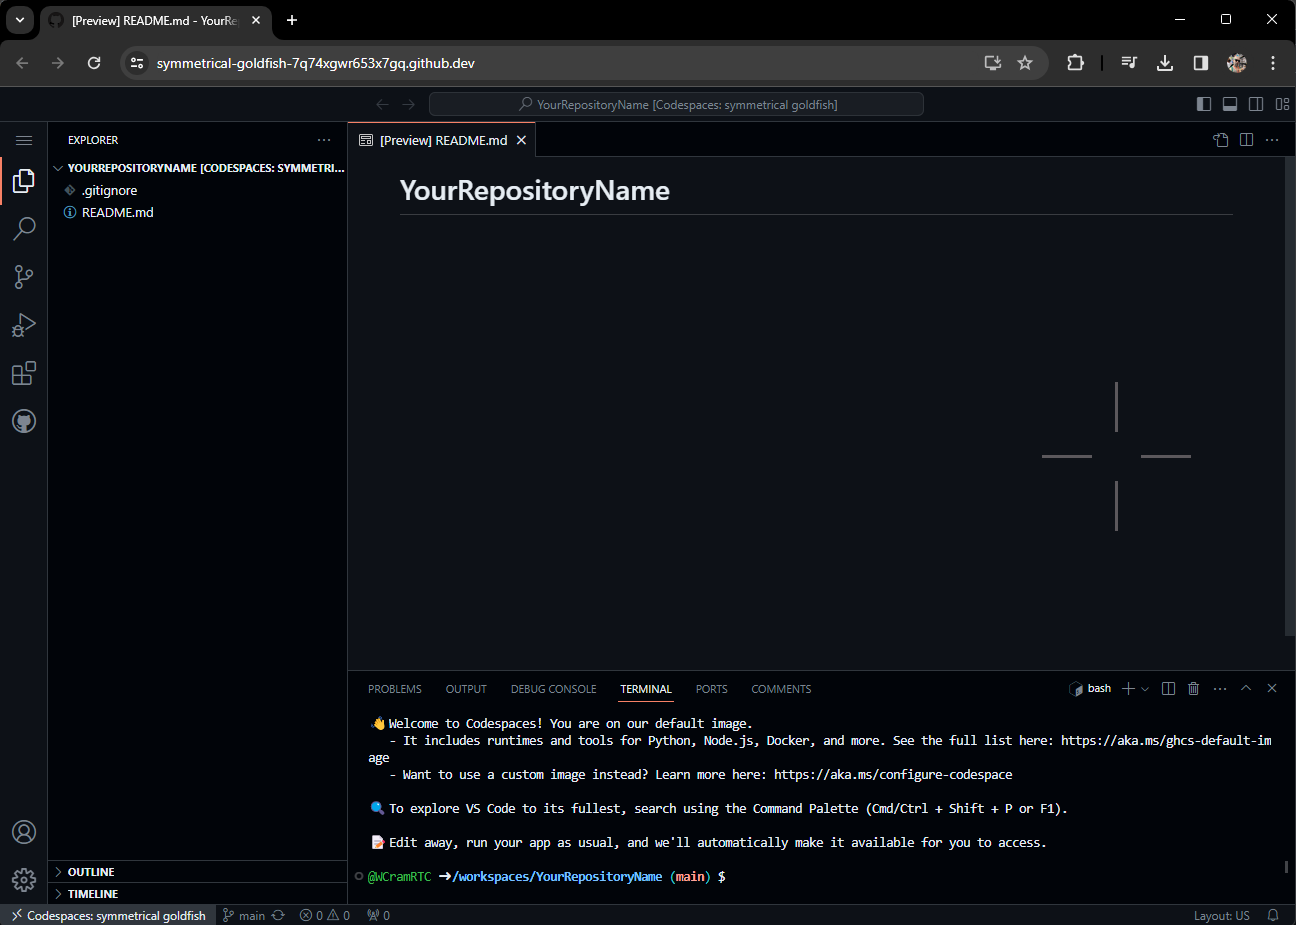 [Preview] README.md - YourRe
symmetrical-goldfish-7q74xgwr653x7gq.github.dev
YourRepositoryName [Codespaces: symmetrical goldfish]
EXPLORER
[Preview] README.md
YOURREPOSITORYNAME [CODESPACES: SYMMETRI...
.gitignore
README.md
YourRepositoryName
PROBLEMS
OUTPUT
DEBUG CONSOLE
TERMINAL
PORTS
COMMENTS
bash
👋 Welcome to Codespaces! You are on our default image.
- It includes runtimes and tools for Python, Node.js, Docker, and more. See the full list here: https://aka.ms/ghcs-default-im
age
- Want to use a custom image instead? Learn more here: https://aka.ms/configure-codespace
🔍 To explore VS Code to its fullest, search using the Command Palette (Cmd/Ctrl + Shift + P or F1).
📝 Edit away, run your app as usual, and we'll automatically make it available for you to access.
@WCramRTC ➜/workspaces/YourRepositoryName (main) $
OUTLINE
TIMELINE
Codespaces: symmetrical goldfish
main
0
0
0
Layout: US